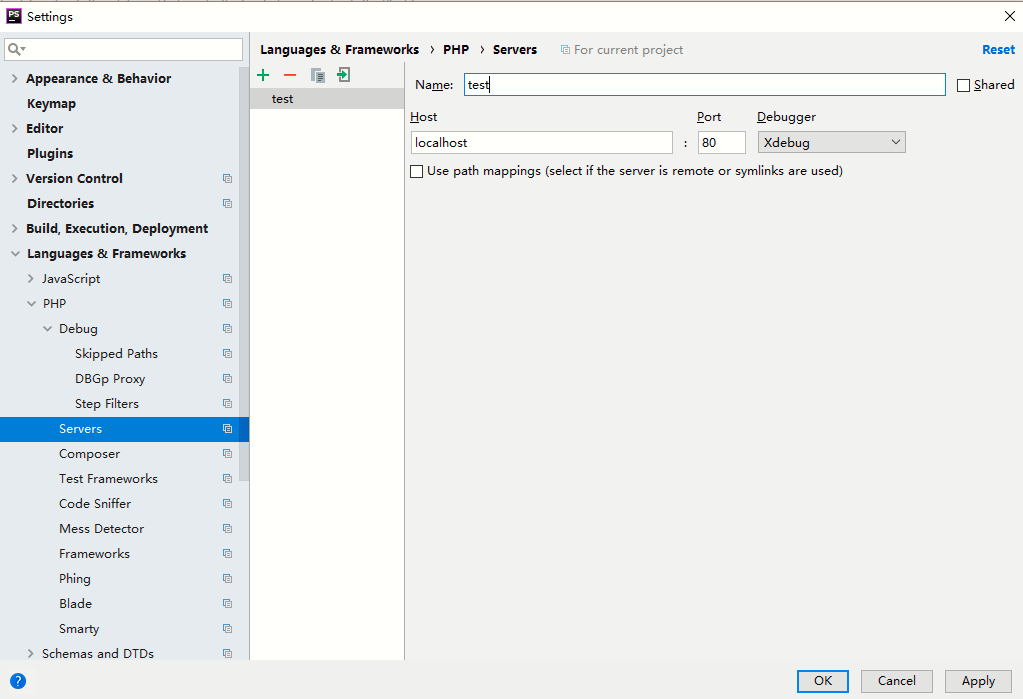 PS Settings
Languages & Frameworks › PHP › Servers For current project Reset
Appearance & Behavior
Keymap
Editor
Plugins
Version Control
Directories
Build, Execution, Deployment
Languages & Frameworks
JavaScript
PHP
Debug
Skipped Paths
DBGp Proxy
Step Filters
Servers
Composer
Test Frameworks
Code Sniffer
Mess Detector
Frameworks
Phing
Blade
Smarty
Schemas and DTDs
test
Name: test Shared
Host Port Debugger
localhost : 80 Xdebug
Use path mappings (select if the server is remote or symlinks are used)
? OK Cancel Apply